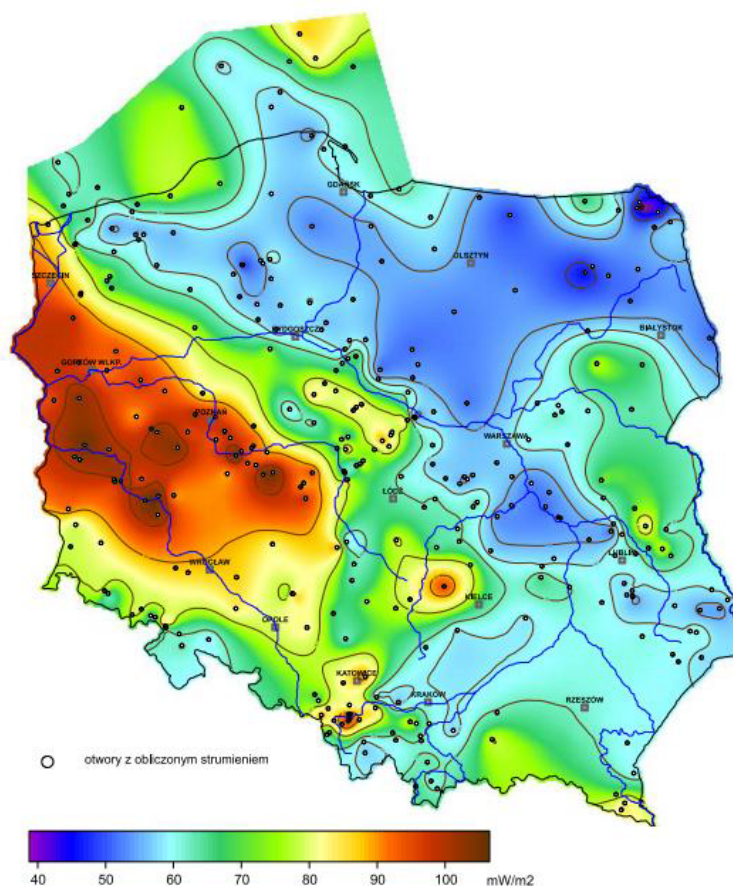 GDAŃSK
OLSZTYN
SZCZECIN
BYDGOSZCZ
BIAŁYSTOK
GORZÓW WLKP.
POZNAŃ
WARSZAWA
ŁÓDŹ
LUBLIN
WROCŁAW
KIELCE
OPOLE
KATOWICE
KRAKÓW
RZESZÓW
otwory z obliczonym strumieniem
40 50 60 70 80 90 100 mW/m2